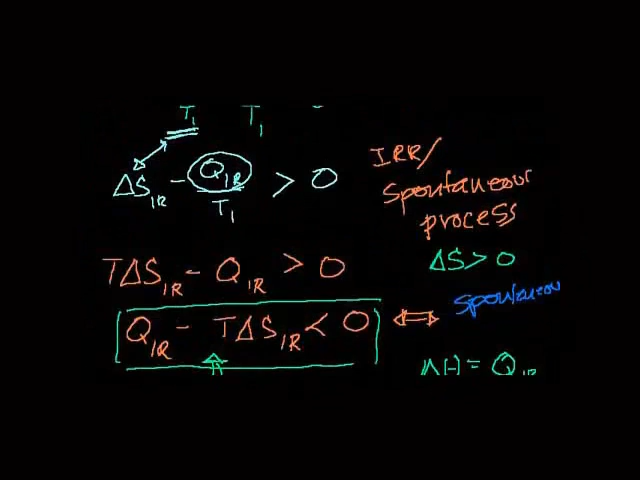 T₁ T₁
IRR/
ΔS_IR - Q_IR/T₁ > 0
Spontaneous
process
TΔS_IR - Q_IR > 0
ΔS > 0
Q_IR - TΔS_IR < 0 ⟺
Spontaneou
ΔH = Q_IR